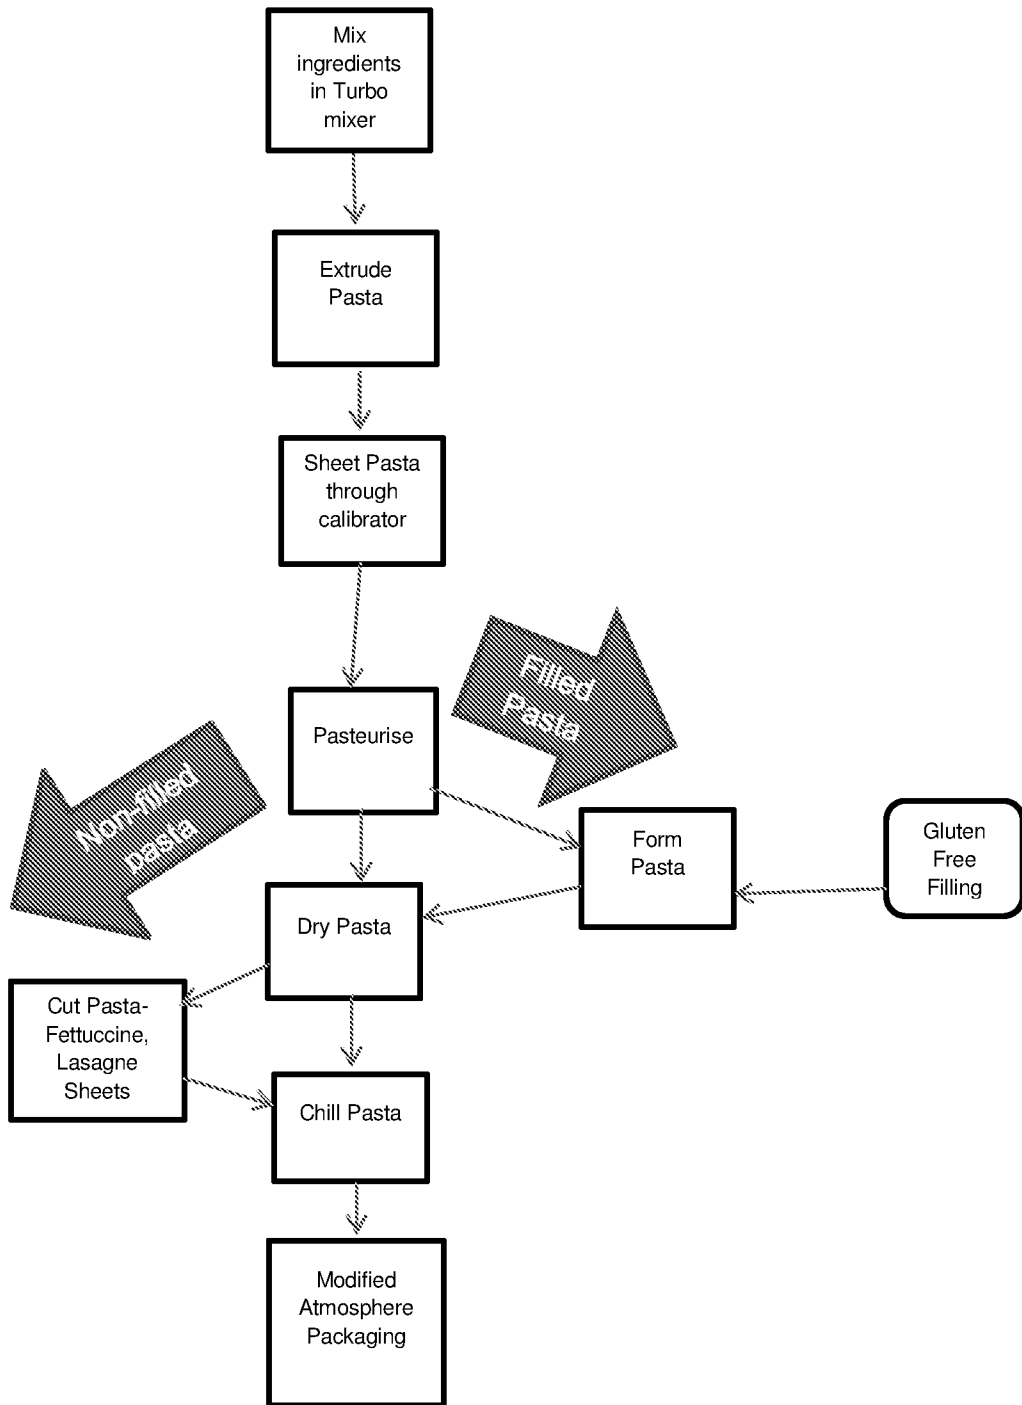 Mix
ingredients
in Turbo
mixer
Extrude
Pasta
Sheet Pasta
through
calibrator
Filled
Pasta
Pasteurise
Non-filled
pasta
Form
Pasta
Gluten
Free
Filling
Dry Pasta
Cut Pasta-
Fettuccine,
Lasagne
Sheets
Chill Pasta
Modified
Atmosphere
Packaging